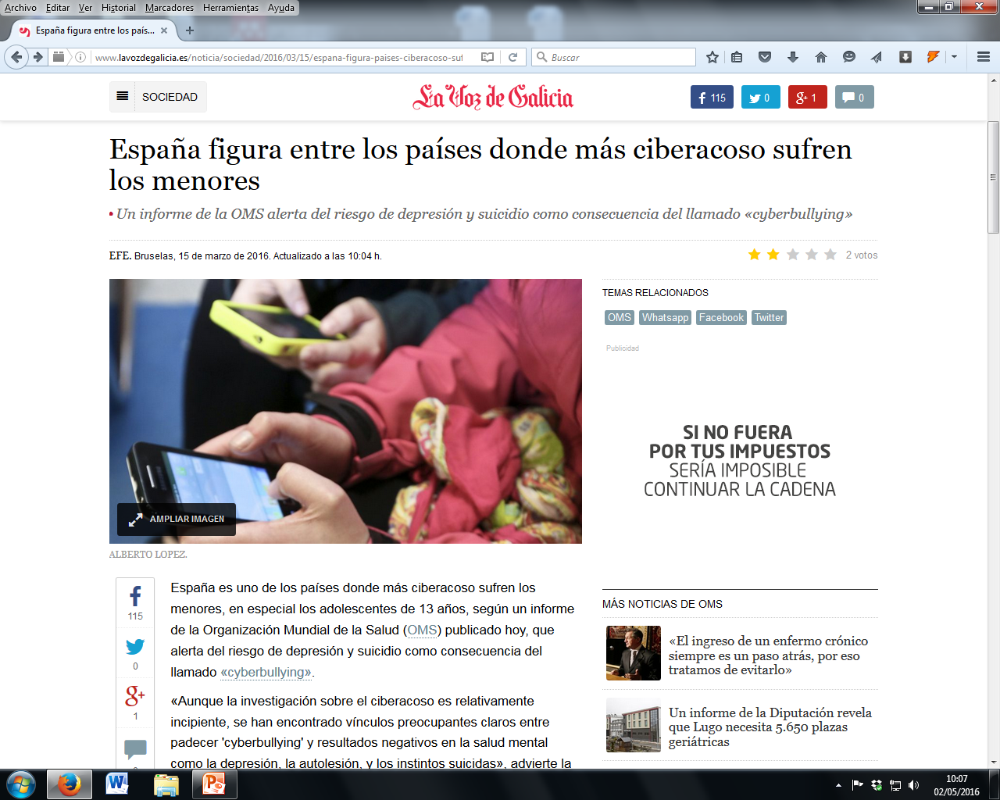 Archivo Editar Ver Historial Marcadores Herramientas Ayuda
España figura entre los país...
www.lavozdegalicia.es/noticia/sociedad/2016/03/15/espana-figura-paises-ciberacoso-suf
Buscar
SOCIEDAD
La Voz de Galicia
115
0
1
0
España figura entre los países donde más ciberacoso sufren
los menores
• Un informe de la OMS alerta del riesgo de depresión y suicidio como consecuencia del llamado «cyberbullying»
EFE. Bruselas, 15 de marzo de 2016. Actualizado a las 10:04 h.
2 votos
AMPLIAR IMAGEN
ALBERTO LOPEZ.
TEMAS RELACIONADOS
OMS Whatsapp Facebook Twitter
Publicidad
SI NO FUERA
POR TUS IMPUESTOS
SERÍA IMPOSIBLE
CONTINUAR LA CADENA
115
0
1
España es uno de los países donde más ciberacoso sufren los
menores, en especial los adolescentes de 13 años, según un informe
de la Organización Mundial de la Salud (OMS) publicado hoy, que
alerta del riesgo de depresión y suicidio como consecuencia del
llamado «cyberbullying».
«Aunque la investigación sobre el ciberacoso es relativamente
incipiente, se han encontrado vínculos preocupantes claros entre
padecer 'cyberbullying' y resultados negativos en la salud mental
como la depresión, la autolesión, y los instintos suicidas», advierte la
MÁS NOTICIAS DE OMS
«El ingreso de un enfermo crónico
siempre es un paso atrás, por eso
tratamos de evitarlo»
Un informe de la Diputación revela
que Lugo necesita 5.650 plazas
geriátricas
10:07
02/05/2016